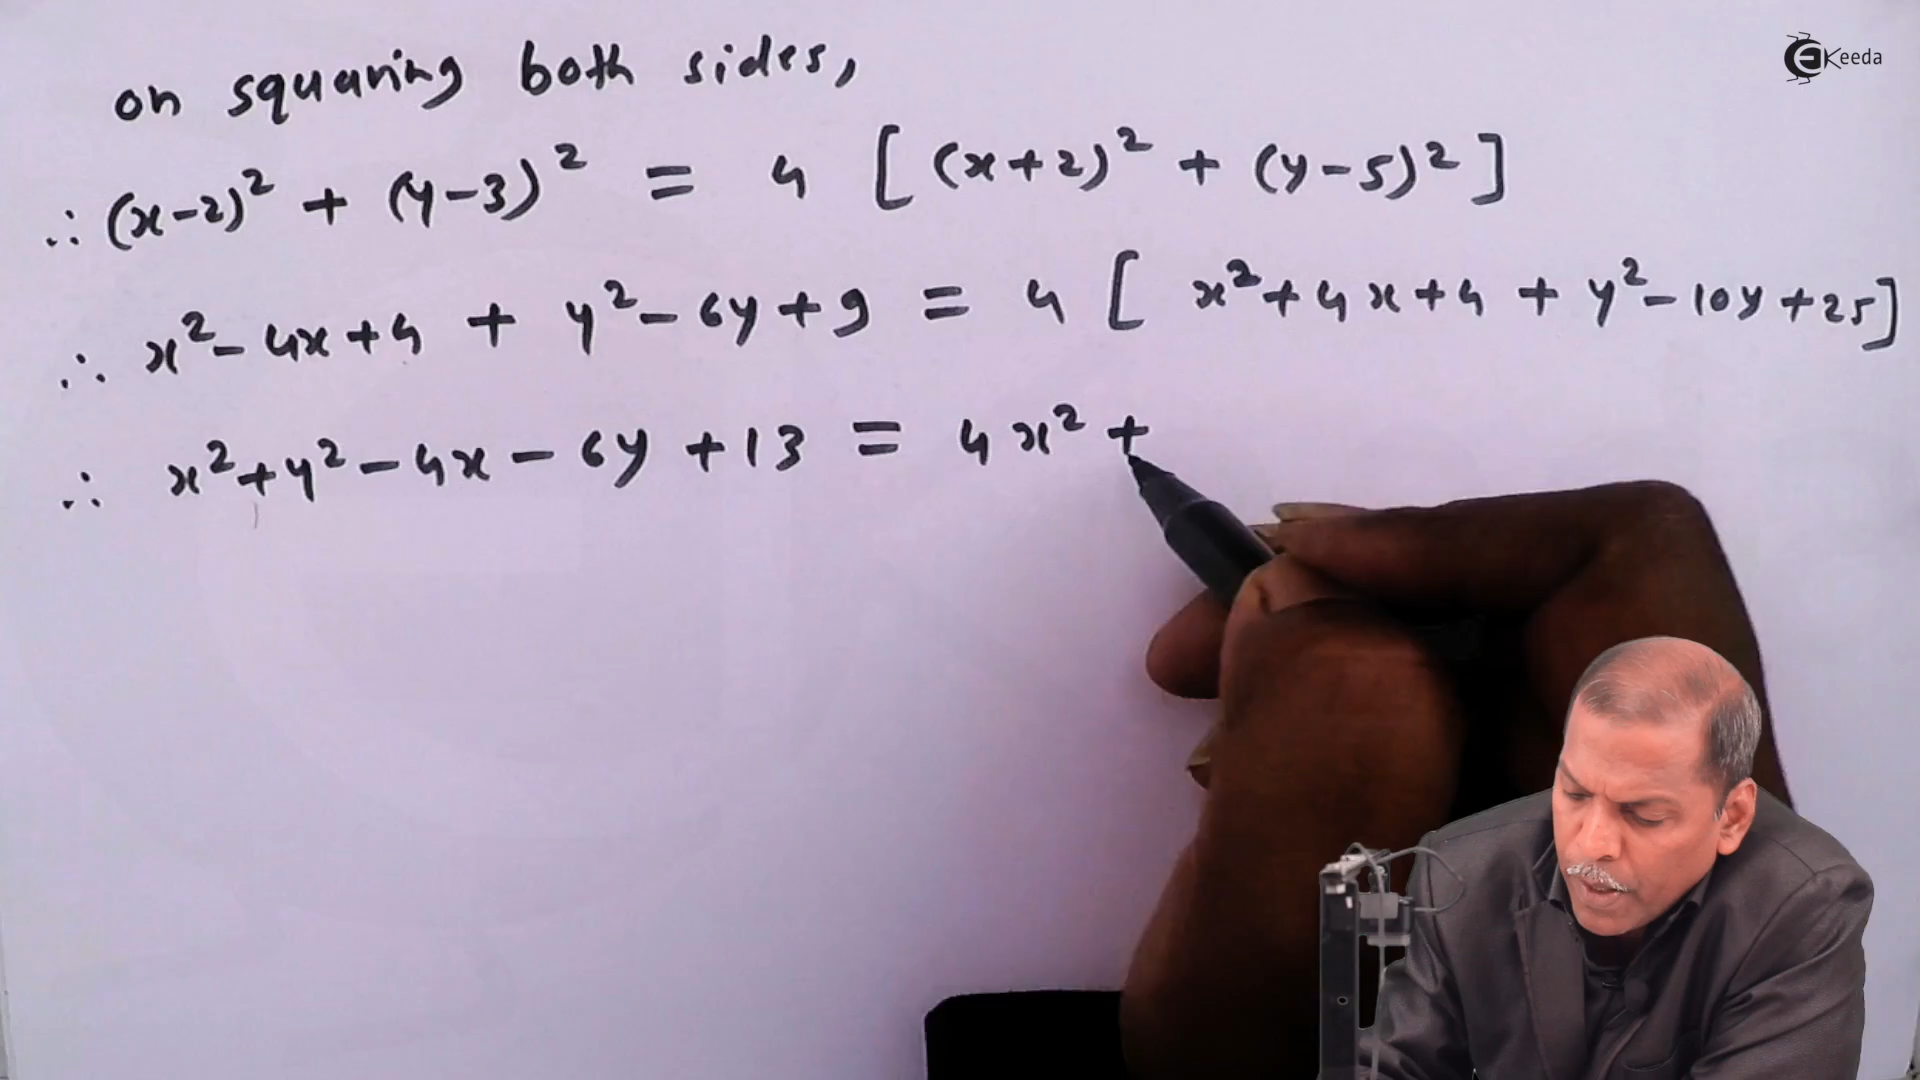 EKeeda
on squaring both sides,
∴ (x-2)² + (y-3)² = 4 [(x+2)² + (y-5)²]
∴ x² - 4x + 4 + y² - 6y + 9 = 4 [x² + 4x + 4 + y² - 10y + 25]
∴ x² + y² - 4x - 6y + 13 = 4x² +